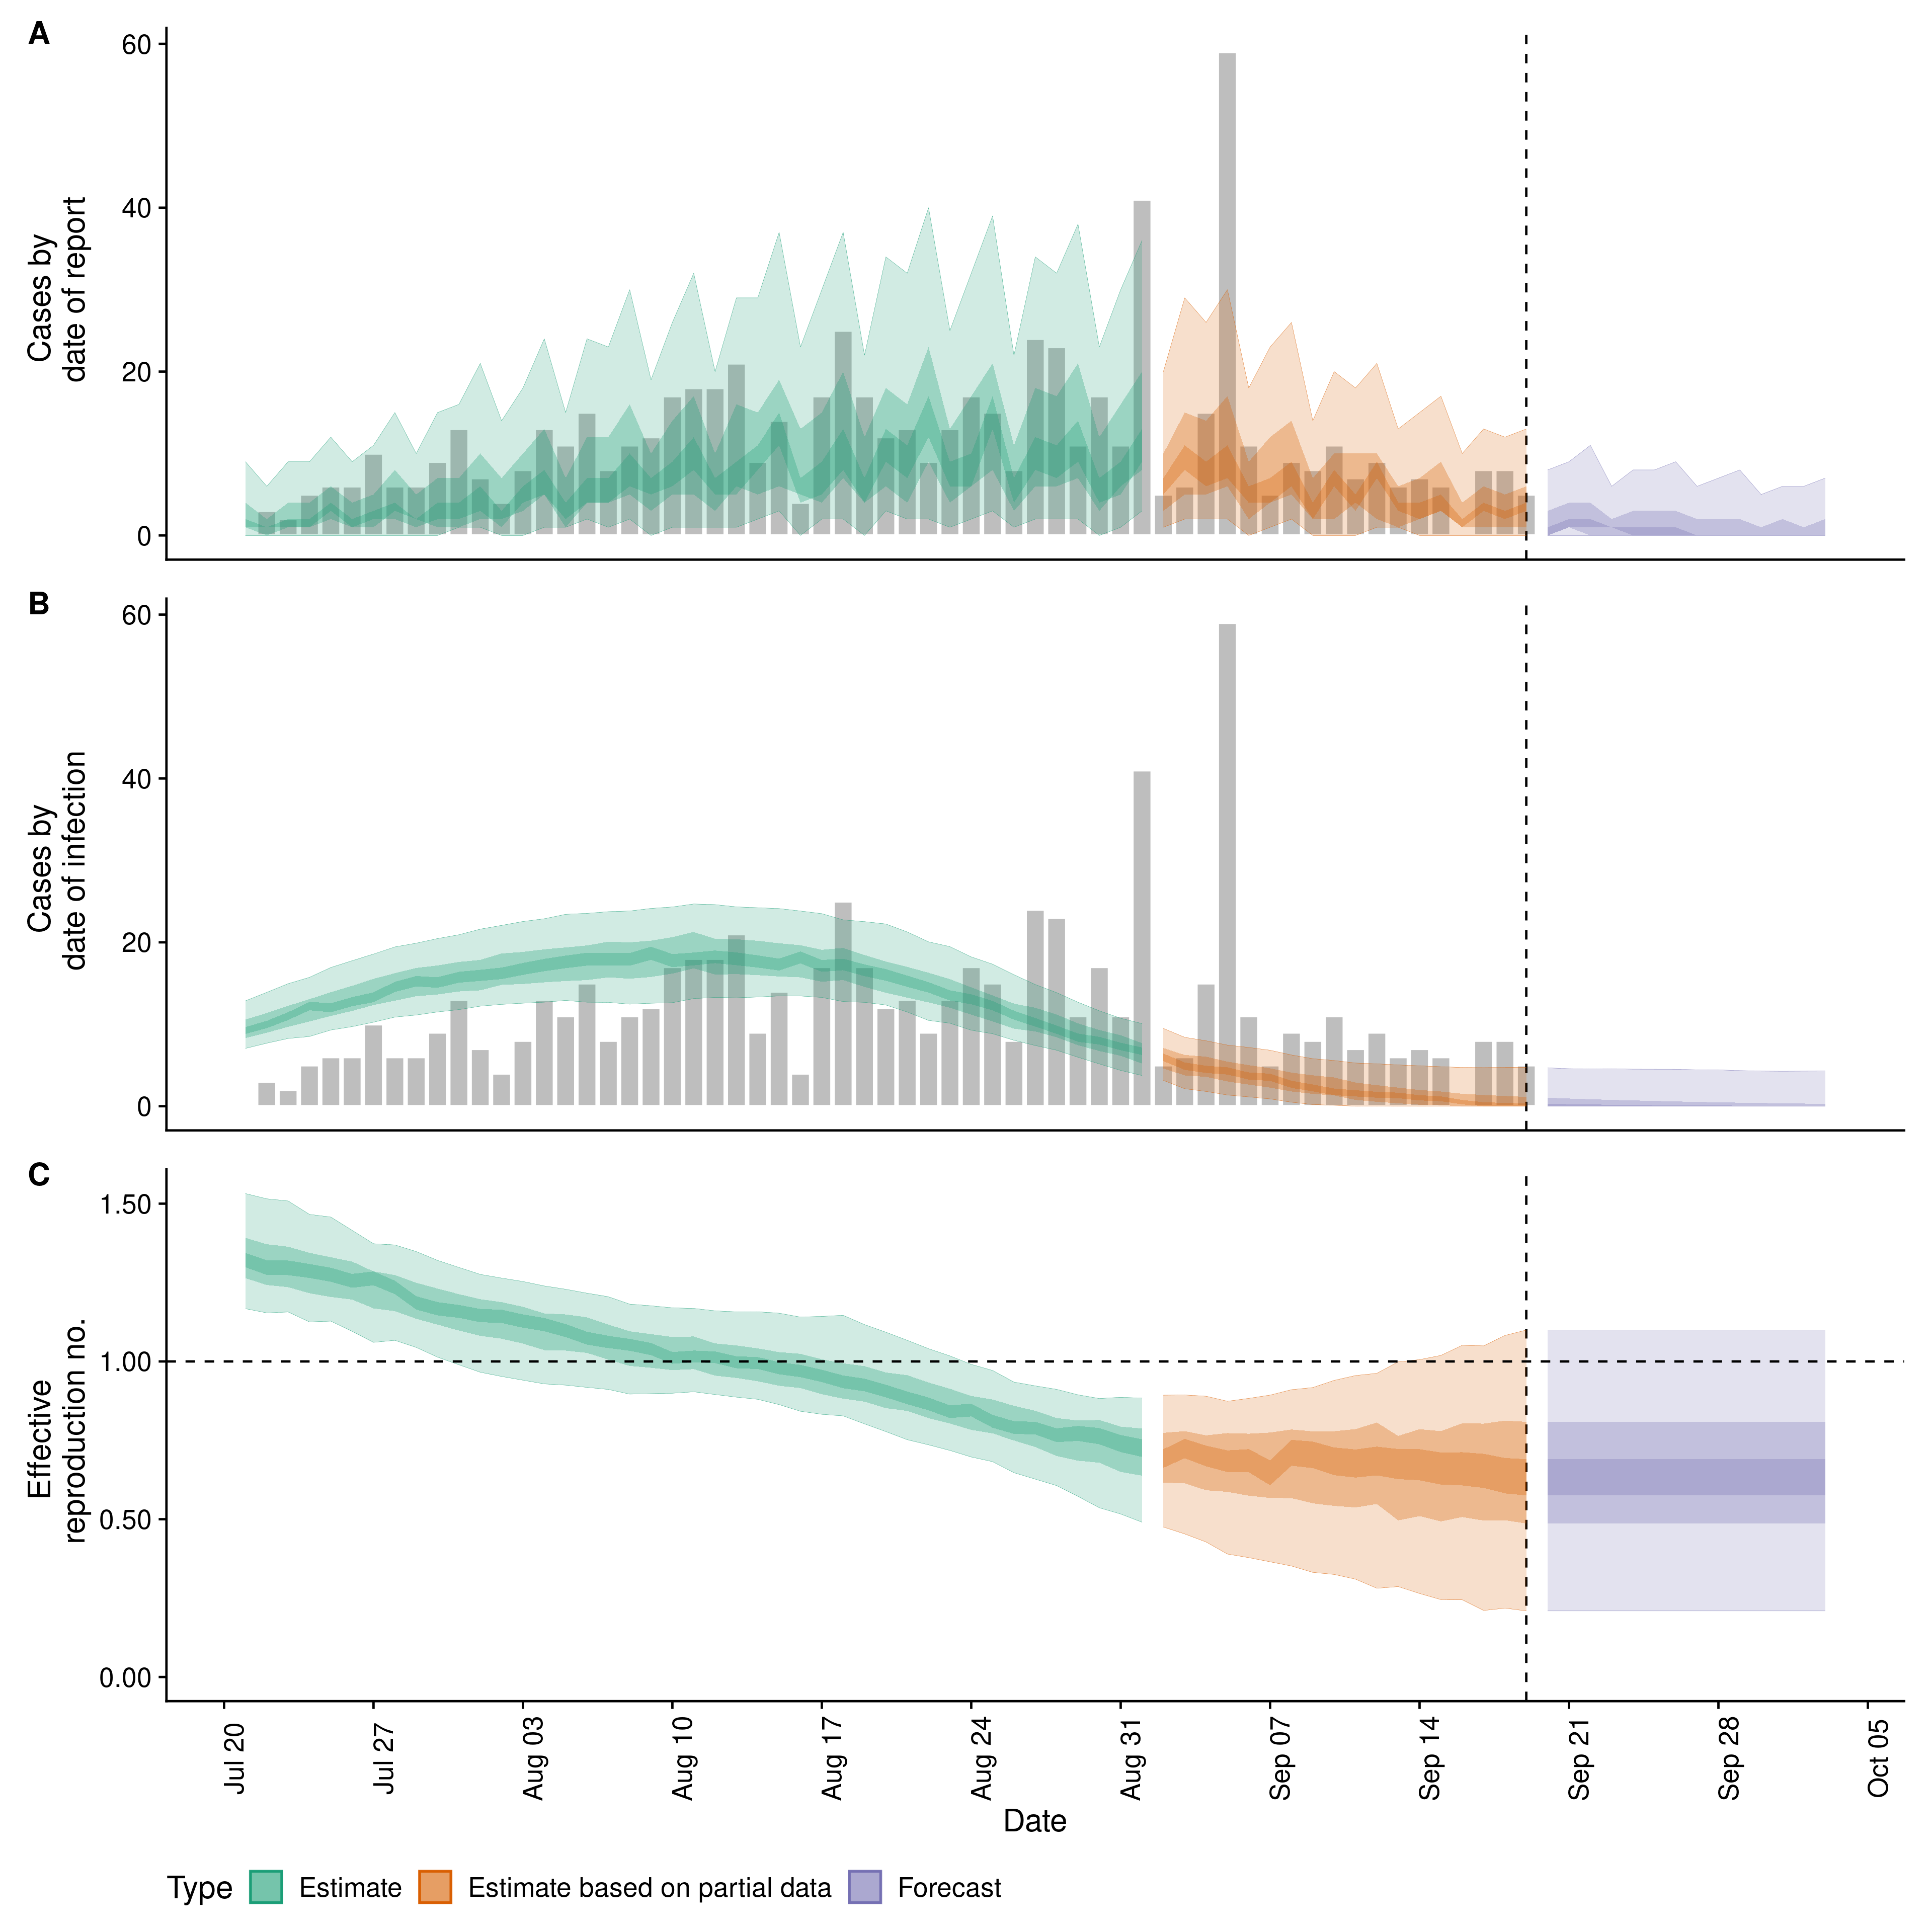 A
Cases by
date of report
60
40
20
0
B
Cases by
date of infection
60
40
20
0
C
Effective
reproduction no.
1.50
1.00
0.50
0.00
Jul 20
Jul 27
Aug 03
Aug 10
Aug 17
Aug 24
Aug 31
Sep 07
Sep 14
Sep 21
Sep 28
Oct 05
Date
Type
Estimate
Estimate based on partial data
Forecast